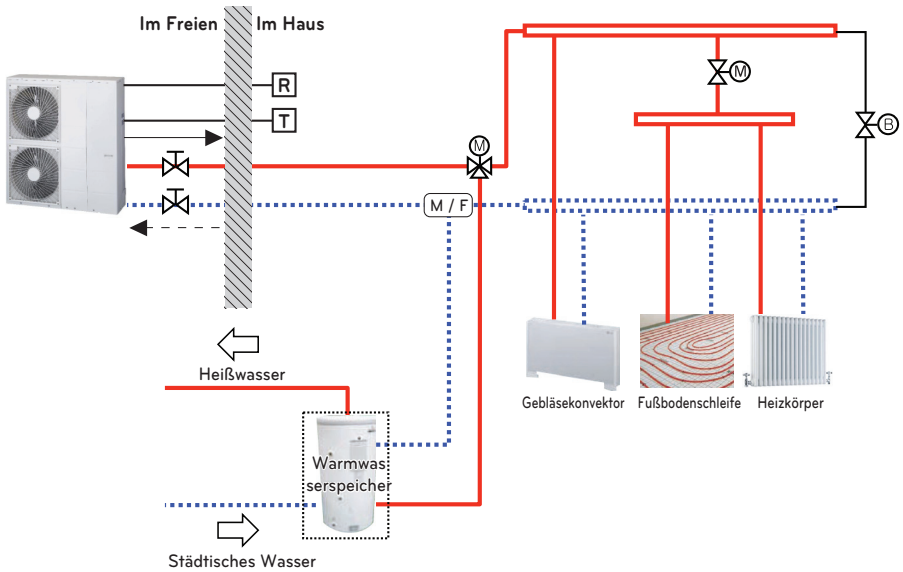 Im Freien
Im Haus
R
T
M
M
B
M / F
Heißwasser
Gebläsekonvektor
Fußbodenschleife
Heizkörper
Warmwas
serspeicher
Städtisches Wasser